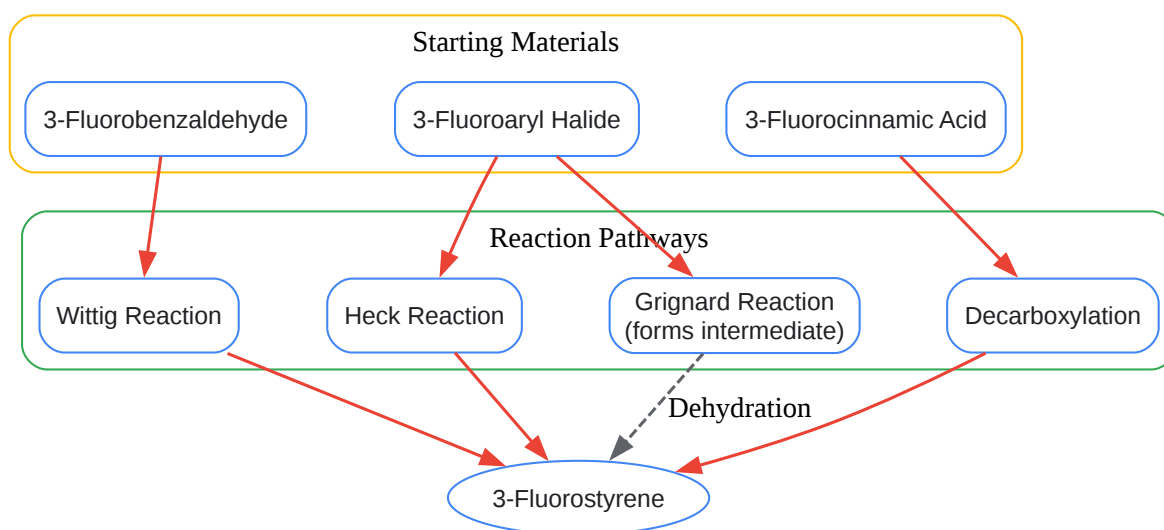 Starting Materials
3-Fluorobenzaldehyde
3-Fluoroaryl Halide
3-Fluorocinnamic Acid
Reaction Pathways
Wittig Reaction
Heck Reaction
Grignard Reaction
(forms intermediate)
Decarboxylation
Dehydration
3-Fluorostyrene